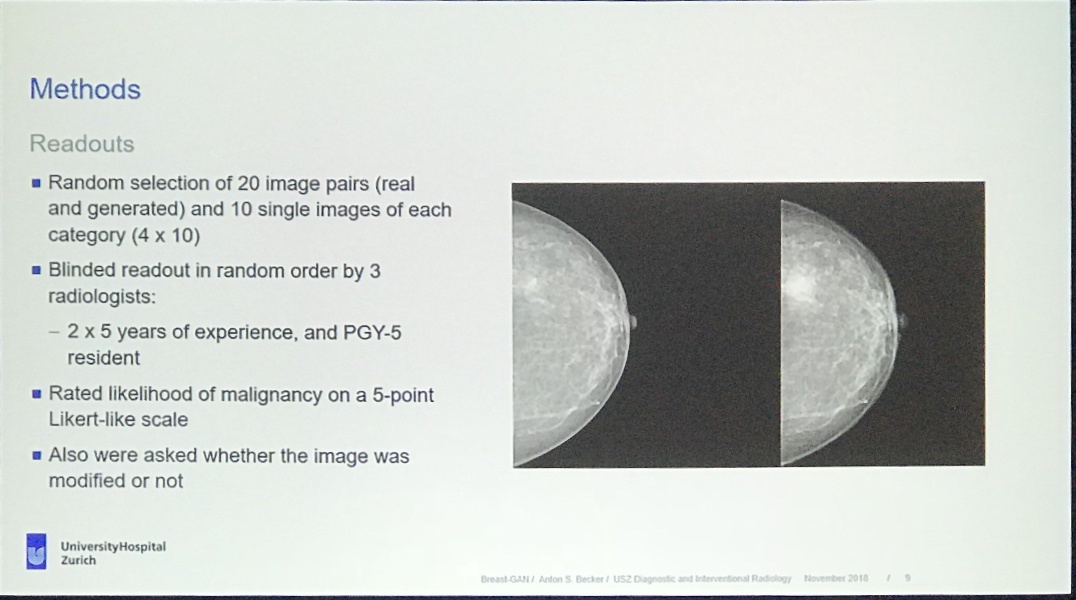 Methods
Readouts
Random selection of 20 image pairs (real
and generated) and 10 single images of each
category (4 x 10)
Blinded readout in random order by 3
radiologists:
– 2 x 5 years of experience, and PGY-5
resident
Rated likelihood of malignancy on a 5-point
Likert-like scale
Also were asked whether the image was
modified or not
UniversityHospital
Zurich
Breast-GAN / Anton S. Becker / USZ Diagnostic and Interventional Radiology November 2018 / 9